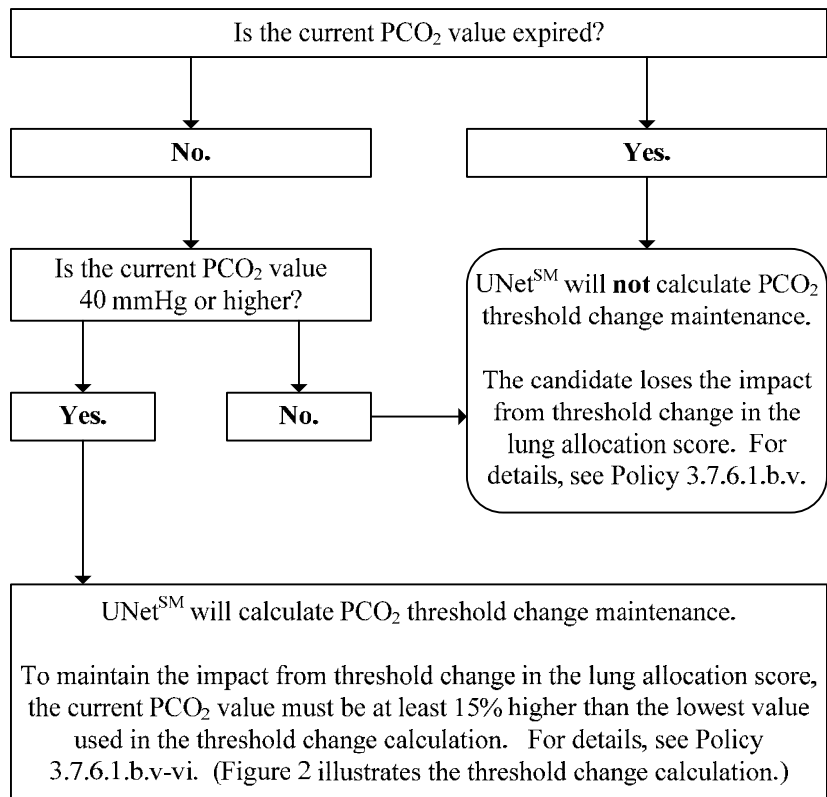 Is the current PCO₂ value expired?
No.
Yes.
Is the current PCO₂ value
40 mmHg or higher?
UNetˢᴹ will not calculate PCO₂
threshold change maintenance.
The candidate loses the impact
from threshold change in the
lung allocation score. For
details, see Policy 3.7.6.1.b.v.
Yes.
No.
UNetˢᴹ will calculate PCO₂ threshold change maintenance.
To maintain the impact from threshold change in the lung allocation score,
the current PCO₂ value must be at least 15% higher than the lowest value
used in the threshold change calculation. For details, see Policy
3.7.6.1.b.v-vi. (Figure 2 illustrates the threshold change calculation.)